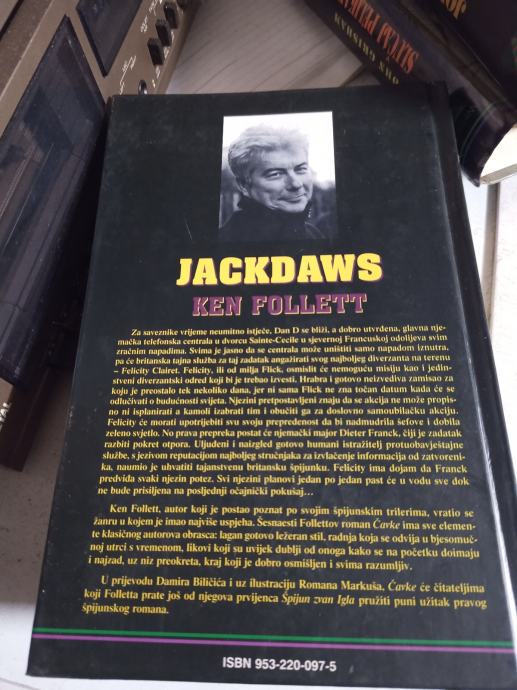 JOHN GRISHAM
JACKDAWS
KEN FOLLETT
Za saveznike vrijeme neumitno istječe, Dan D se bliži, a dobro utvrđena, glavna nje-
mačka telefonska centrala u dvorcu Sainte-Cecile u sjevernoj Francuskoj odolijeva svim
zračnim napadima. Svima je jasno da se centrala može uništiti samo napadom iznutra,
pa će britanska tajna služba za taj zadatak angažirati svog najboljeg diverzanta na terenu
– Felicity Clairet. Felicity, ili od milja Flick, osmislit će nemoguću misiju kao i jedin-
stveni diverzantski odred koji bi je trebao izvesti. Hrabra i gotovo neizvediva zamisao za
koju je preostalo tek nekoliko dana, jer ni sama Flick ne zna točan datum kada će se
odlučivati o budućnosti svijeta. Njezini pretpostavljeni znaju da se akcija ne može propis-
no ni isplanirati a kamoli izabrati tim i obučiti ga za doslovno samoubilačku akciju.
Felicity će morati upotrijebiti svu svoju prepredenost da bi nadmudrila šefove i dobila
zeleno svjetlo. No prava prepreka postat će njemački major Dieter Franck, čiji je zadatak
razbiti pokret otpora. Uljuđeni i naizgled gotovo humani istražitelj protuobavještajne
službe, s jezivom reputacijom najboljeg stručnjaka za izvlačenje informacija od zatvoreni-
ka, naumio je uhvatiti tajanstvenu britansku špijunku. Felicity ima dojam da Franck
predviđa svaki njezin potez. Svi njezini planovi jedan po jedan past će u vodu sve dok
ne bude prisiljena na posljednji očajnički pokušaj…
Ken Follett, autor koji je postao poznat po svojim špijunskim trilerima, vratio se
žanru u kojem je imao najviše uspjeha. Šesnaesti Follettov roman Čavke ima sve elemen-
te klasičnog autorova obrasca: lagan gotovo ležeran stil, radnja koja se odvija u bjesomuč-
noj utrci s vremenom, likovi koji su uvijek dublji od onoga kako se na početku doimaju
i najzad, uz niz preokreta, kraj koji je dobro osmišljen i svima razumljiv.
U prijevodu Damira Biličića i uz ilustraciju Romana Markuša, Čavke će čitateljima
koji Folletta prate još od njegova prvijenca Špijun zvan Igla pružiti puni užitak pravog
špijunskog romana.
ISBN 953-220-097-5